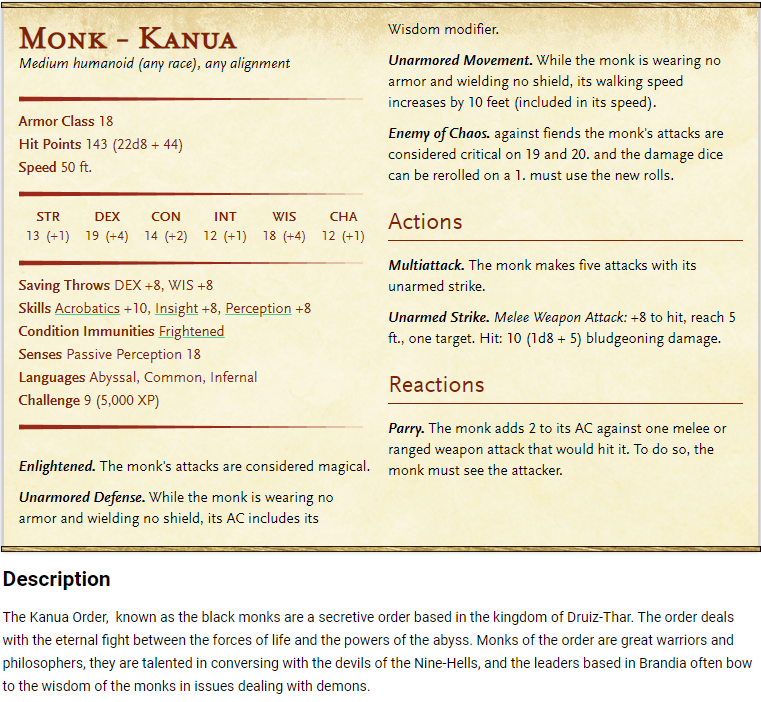 Monk - Kanua
Medium humanoid (any race), any alignment
Armor Class 18
Hit Points 143 (22d8 + 44)
Speed 50 ft.
STR DEX CON INT WIS CHA
13 (+1) 19 (+4) 14 (+2) 12 (+1) 18 (+4) 12 (+1)
Saving Throws DEX +8, WIS +8
Skills Acrobatics +10, Insight +8, Perception +8
Condition Immunities Frightened
Senses Passive Perception 18
Languages Abyssal, Common, Infernal
Challenge 9 (5,000 XP)
Enlightened. The monk's attacks are considered magical.
Unarmored Defense. While the monk is wearing no
armor and wielding no shield, its AC includes its
Wisdom modifier.
Unarmored Movement. While the monk is wearing no
armor and wielding no shield, its walking speed
increases by 10 feet (included in its speed).
Enemy of Chaos. against fiends the monk's attacks are
considered critical on 19 and 20. and the damage dice
can be rerolled on a 1. must use the new rolls.
Actions
Multiattack. The monk makes five attacks with its
unarmed strike.
Unarmed Strike. Melee Weapon Attack: +8 to hit, reach 5
ft., one target. Hit: 10 (1d8 + 5) bludgeoning damage.
Reactions
Parry. The monk adds 2 to its AC against one melee or
ranged weapon attack that would hit it. To do so, the
monk must see the attacker.
Description
The Kanua Order, known as the black monks are a secretive order based in the kingdom of Druiz-Thar. The order deals
with the eternal fight between the forces of life and the powers of the abyss. Monks of the order are great warriors and
philosophers, they are talented in conversing with the devils of the Nine-Hells, and the leaders based in Brandia often bow
to the wisdom of the monks in issues dealing with demons.